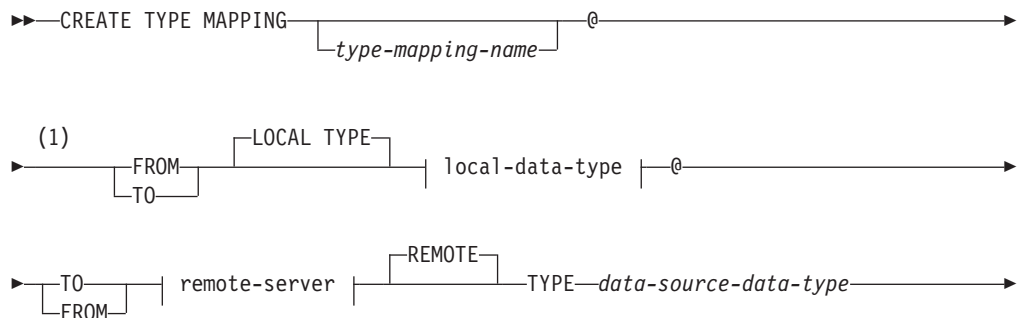 CREATE TYPE MAPPING @
type-mapping-name
(1)
LOCAL TYPE
FROM local-data-type @
TO
REMOTE
TO remote-server TYPE data-source-data-type
FROM